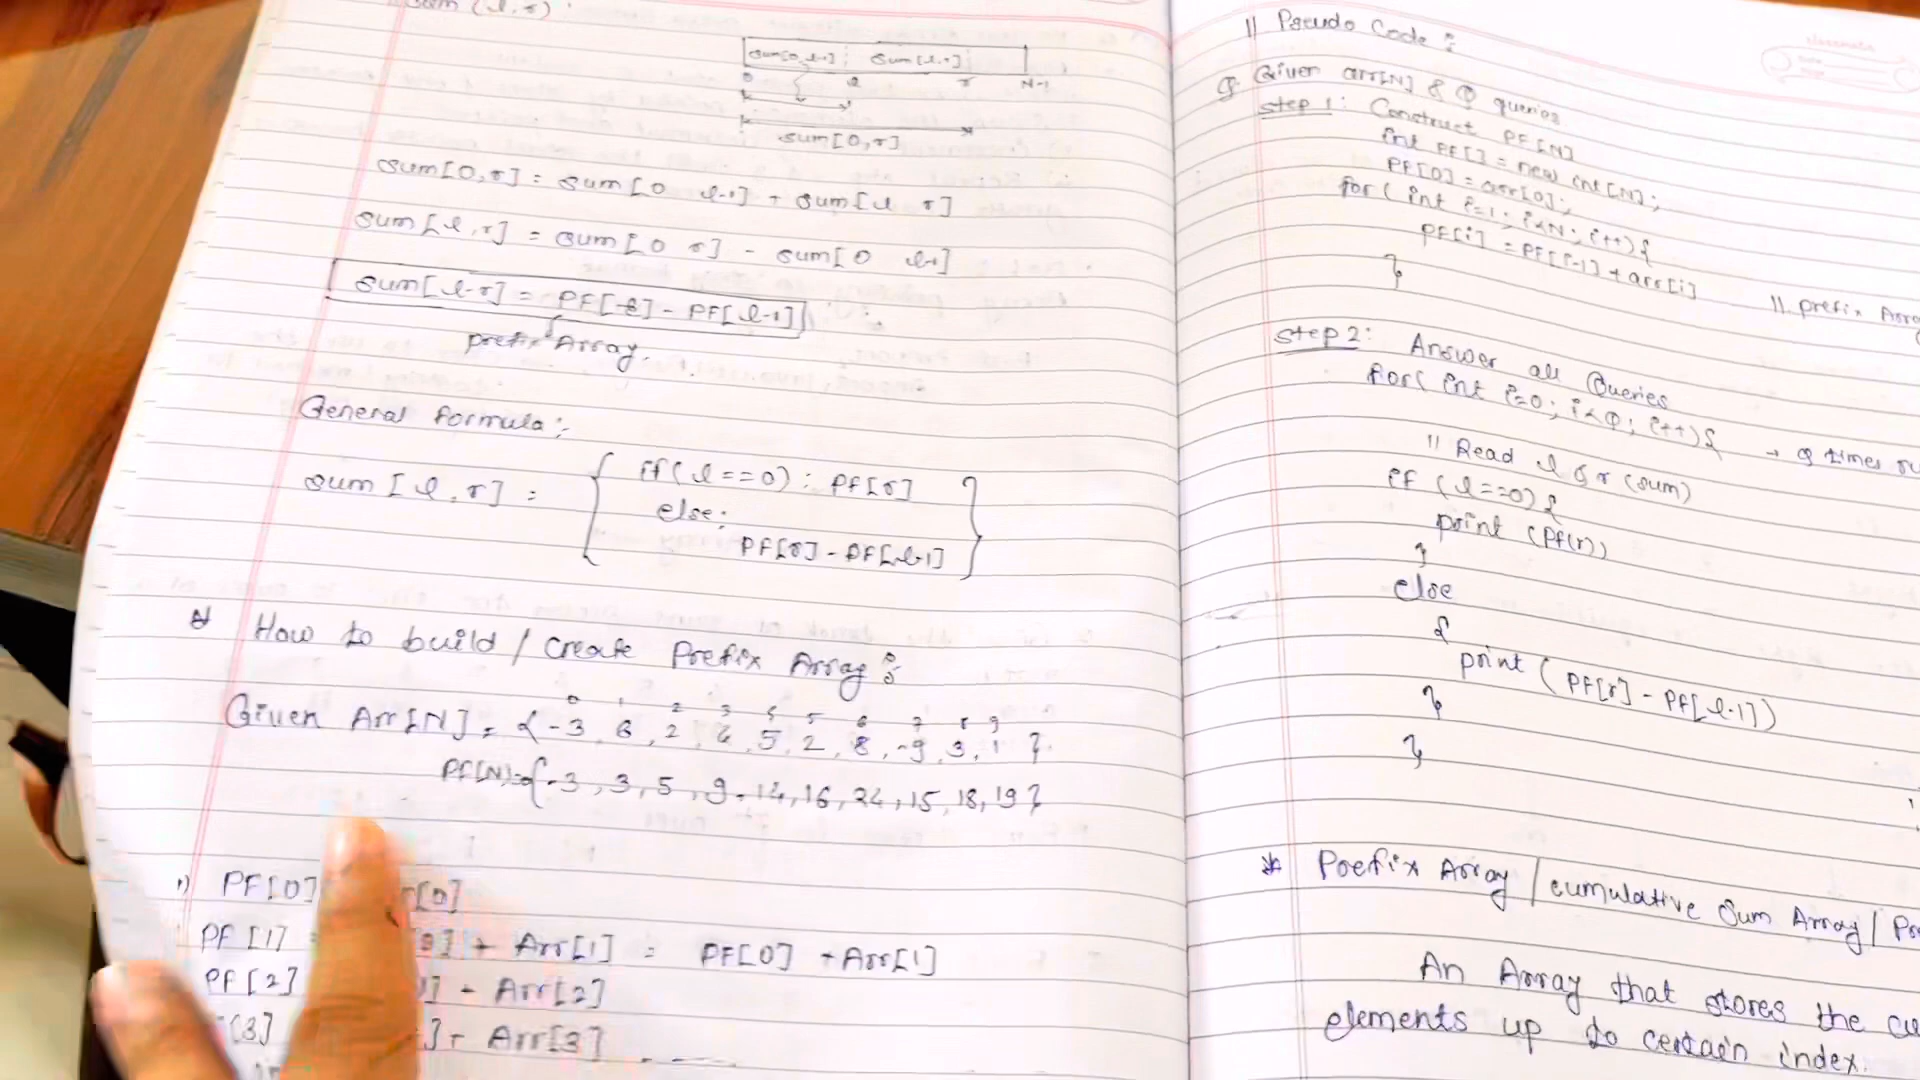 sum (l, r) :
sum[0, l-1] sum[l, r]
0 l r N-1
sum[0, r]
sum[0, r] = sum[0 l-1] + sum[l r]
sum[l, r] = sum[0 r] - sum[0 l-1]
sum[l-r] = PF[r] - PF[l-1]
prefix Array.
General formula :-
sum [l, r] = { if( l == 0) : PF[r]
else :
PF[r] - PF[l-1] }
How to build / create Prefix Array :-
0 1 2 3 4 5 6 7 8 9
Given Arr[N] = { -3, 6, 2, 4, 5, 2, 8, -9, 3, 1 }
PF[N] = { -3, 3, 5, 9, 14, 16, 24, 15, 18, 19 }
1) PF[0] [0]
PF [1] = [0] + Arr[1] = PF[0] + Arr[1]
PF [2] ] + Arr[2]
[3] ] + Arr[3]
// Pseudo Code :
Q. Given arr[N] & Q queries
step 1 : Construct PF[N]
int PF[] = new int[N];
PF[0] = arr[0];
for ( int i=1; i<N; i++) {
PF[i] = PF[i-1] + arr[i]
}
// prefix
step 2 : Answer all Queries
for( int i=0; i<Q; i++) { → Q times
// Read l & r (sum)
if (l==0) {
print (Pf(r))
}
else
{
print ( PF[r] - PF[l-1])
}
}
* Prefix Array / cumulative Sum Array /
An Array that stores the
elements up to certain index.